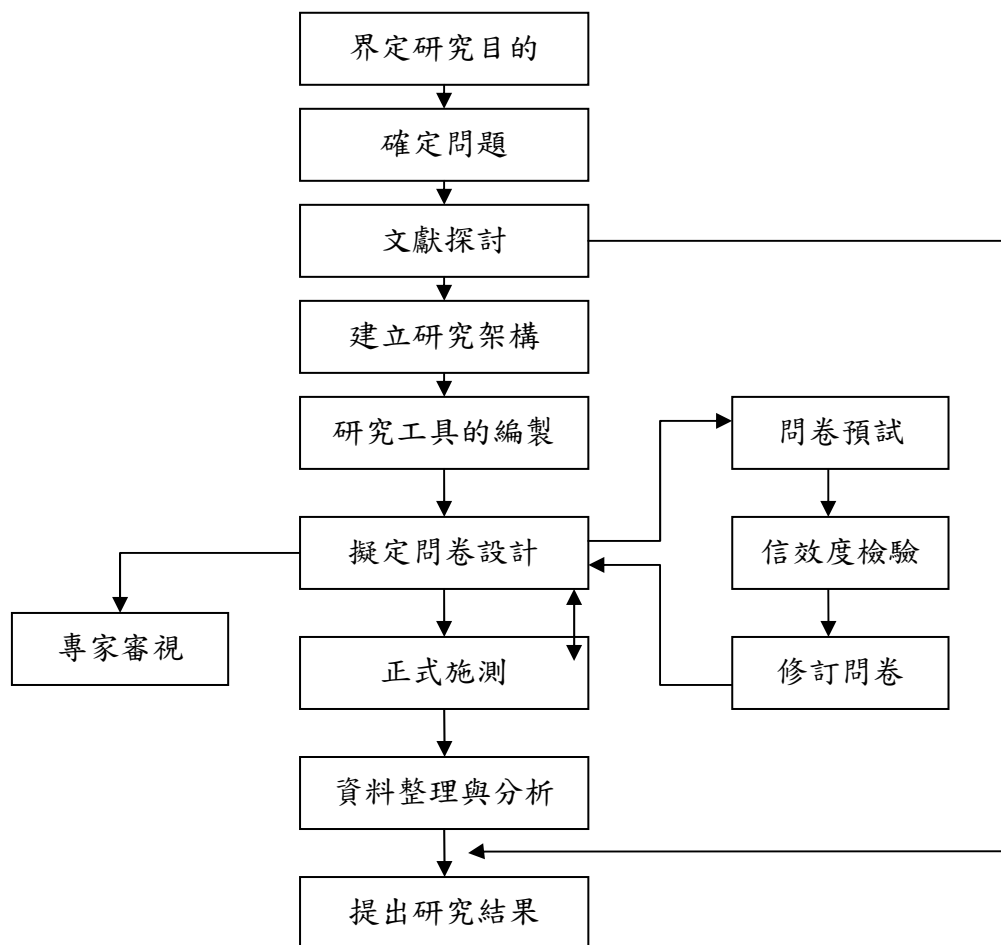 界定研究目的
確定問題
文獻探討
建立研究架構
研究工具的編製
問卷預試
擬定問卷設計
信效度檢驗
專家審視
正式施測
修訂問卷
資料整理與分析
提出研究結果